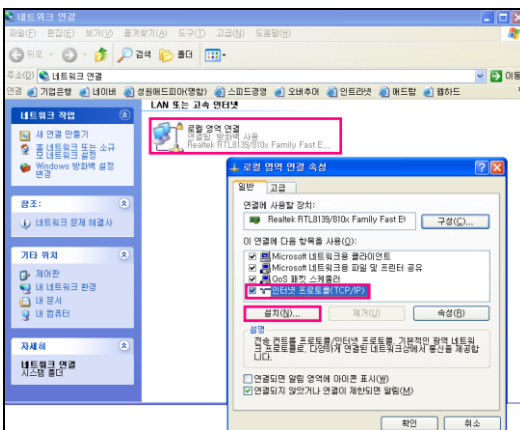 네트워크 연결
파일(F) 편집(E) 보기(V) 즐겨찾기(A) 도구(T) 고급(N) 도움말(H)
뒤로 검색 폴더
주소(D) 네트워크 연결 이동
연결 기업은행 네이버 성원애드피아(명함) 스피드경영 오버추어 인트라넷 애드탑 웹하드
네트워크 작업
새 연결 만들기
홈 네트워크 또는 소규
모 네트워크 설정
Windows 방화벽 설정
변경
참조:
네트워크 문제 해결사
기타 위치
제어판
내 네트워크 환경
내 문서
내 컴퓨터
자세히
네트워크 연결
시스템 폴더
LAN 또는 고속 인터넷
로컬 영역 연결
연결됨, 방화벽 사용
Realtek RTL8139/810x Family Fast E...
로컬 영역 연결 속성
일반 고급
연결에 사용할 장치:
Realtek RTL8139/810x Family Fast Et
구성(C)...
이 연결에 다음 항목을 사용(O):
Microsoft 네트워크용 클라이언트
Microsoft 네트워크용 파일 및 프린터 공유
QoS 패킷 스케줄러
인터넷 프로토콜(TCP/IP)
설치(N)... 제거(U) 속성(R)
설명
전송 컨트롤 프로토콜/인터넷 프로토콜. 기본적인 광역 네트워
크 프로토콜로, 다양하게 연결된 네트워크상에서 통신을 제공합
니다.
연결되면 알림 영역에 아이콘 표시(W)
연결되지 않았거나 연결이 제한되면 알림(M)
확인 취소